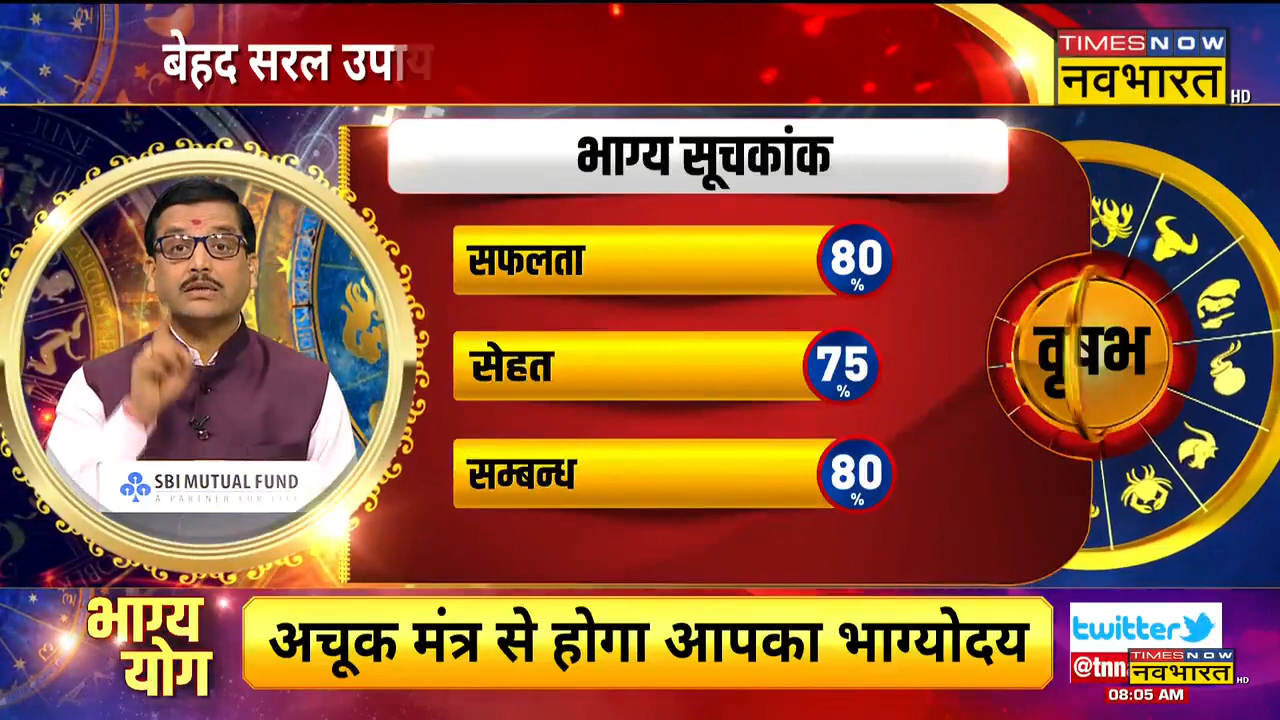 बेहद सरल उपाय
TIMES NOW
नवभारत
HD
भाग्य सूचकांक
सफलता
80
%
सेहत
75
%
सम्बन्ध
80
%
वृषभ
SBI MUTUAL FUND
A PARTNER FOR LIFE
भाग्य
योग
अचूक मंत्र से होगा आपका भाग्योदय
twitter
@tnn
TIMES NOW
नवभारत
HD
08:05 AM
JUNE